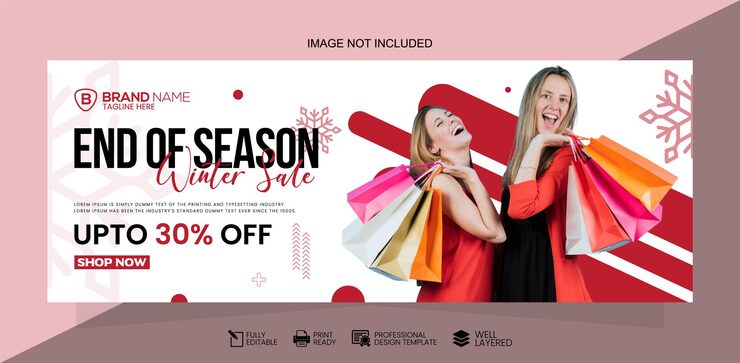 IMAGE NOT INCLUDED
B
BRAND NAME
TAGLINE HERE
END OF SEASON
Winter Sale
LOREM IPSUM IS SIMPLY DUMMY TEXT OF THE PRINTING AND TYPESETTING INDUSTRY.
LOREM IPSUM HAS BEEN THE INDUSTRY'S STANDARD DUMMY TEXT EVER SINCE THE 1500S.
UPTO 30% OFF
SHOP NOW
FULLY
EDITABLE
PRINT
READY
PROFESSIONAL
DESIGN TEMPLATE
WELL
LAYERED